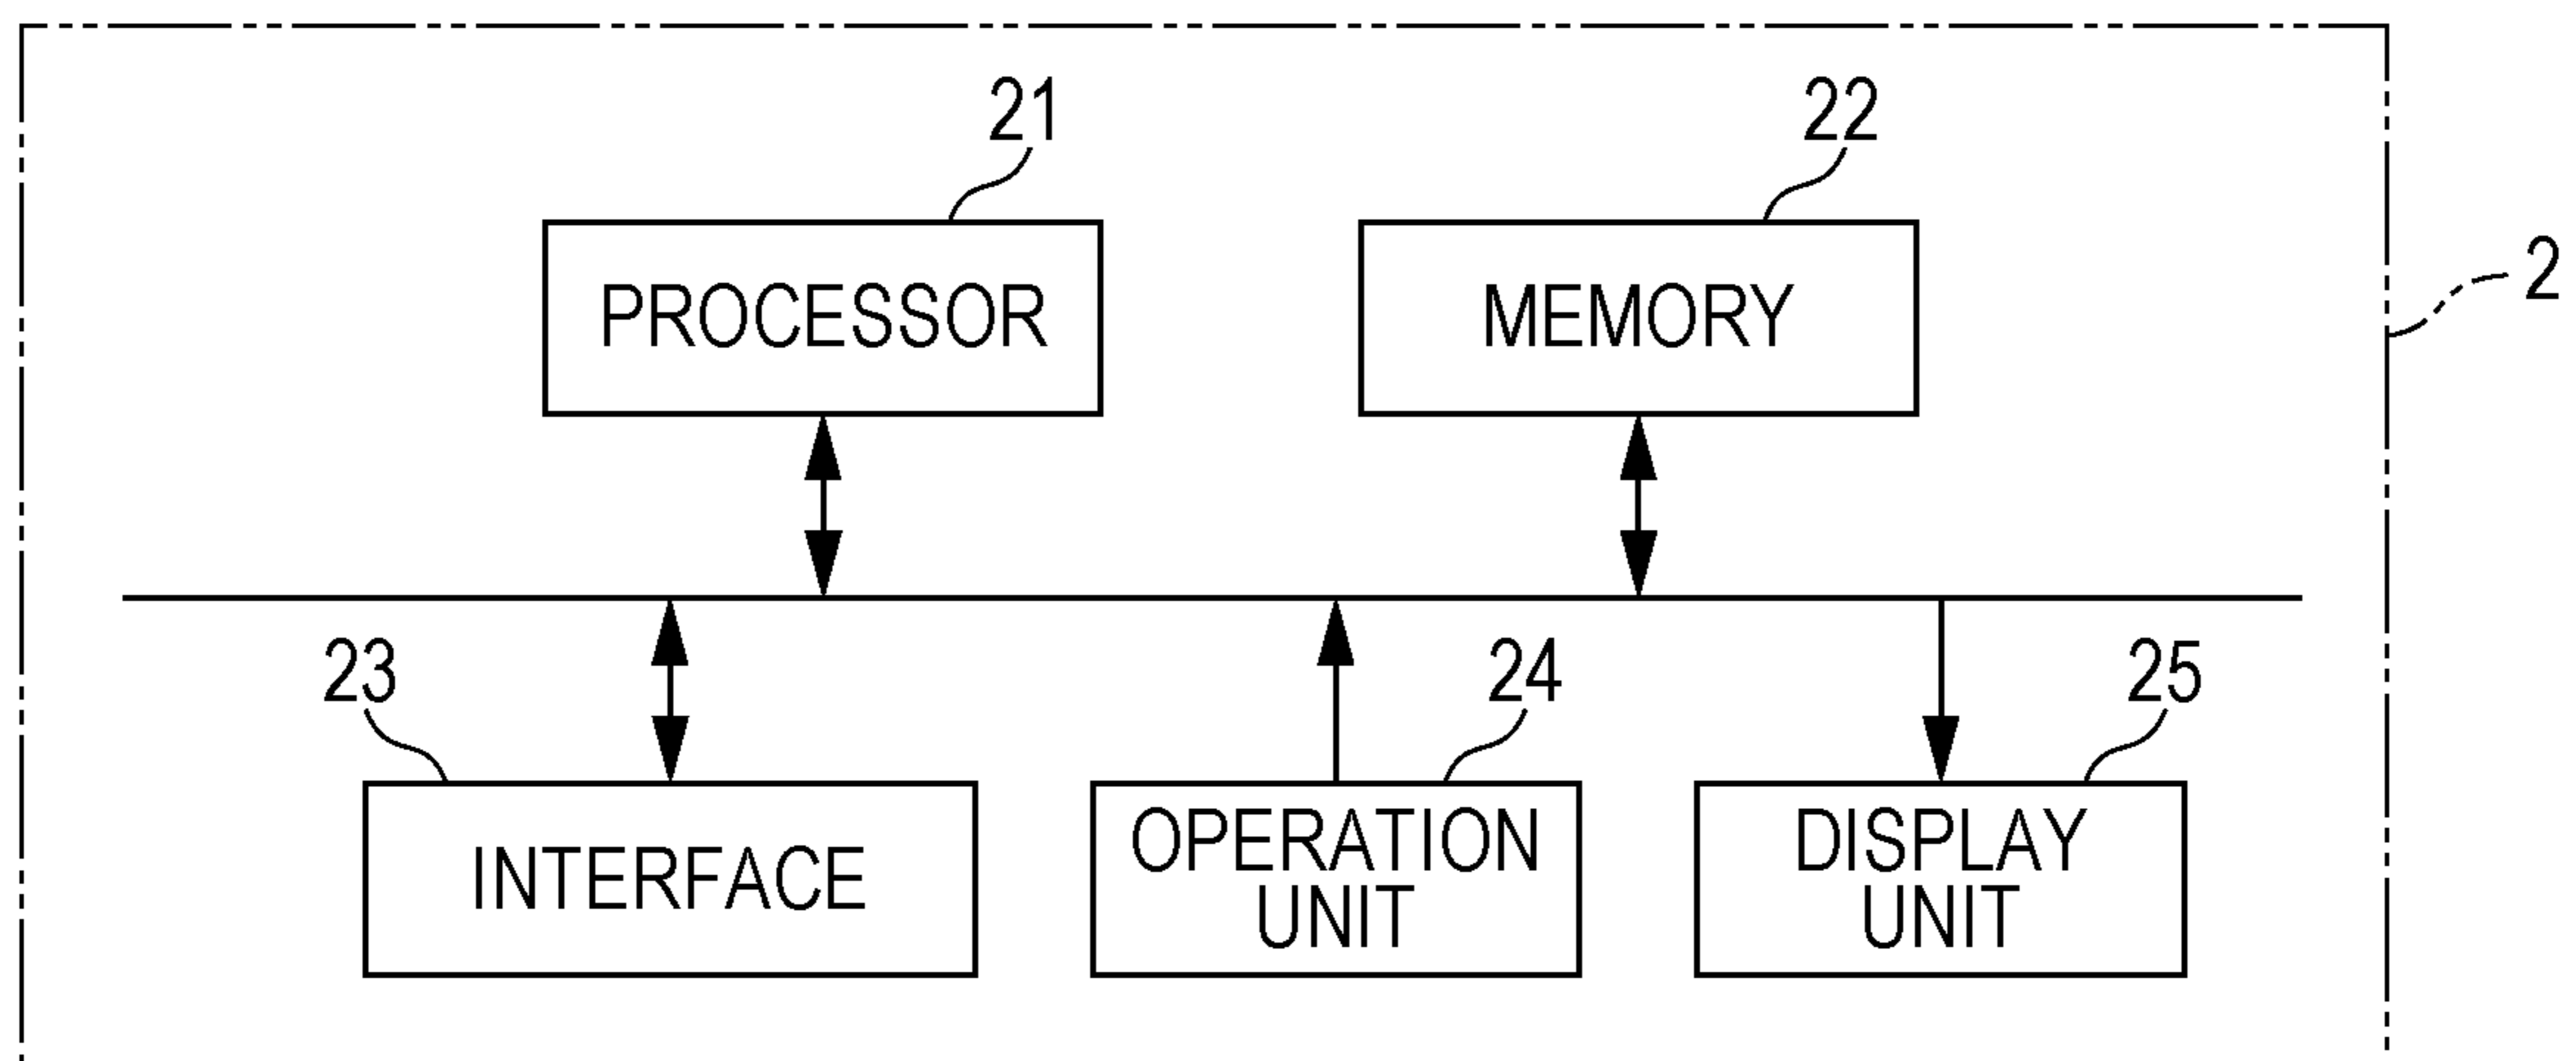 21
22
PROCESSOR
MEMORY
2
23
24
25
INTERFACE
OPERATION
UNIT
DISPLAY
UNIT